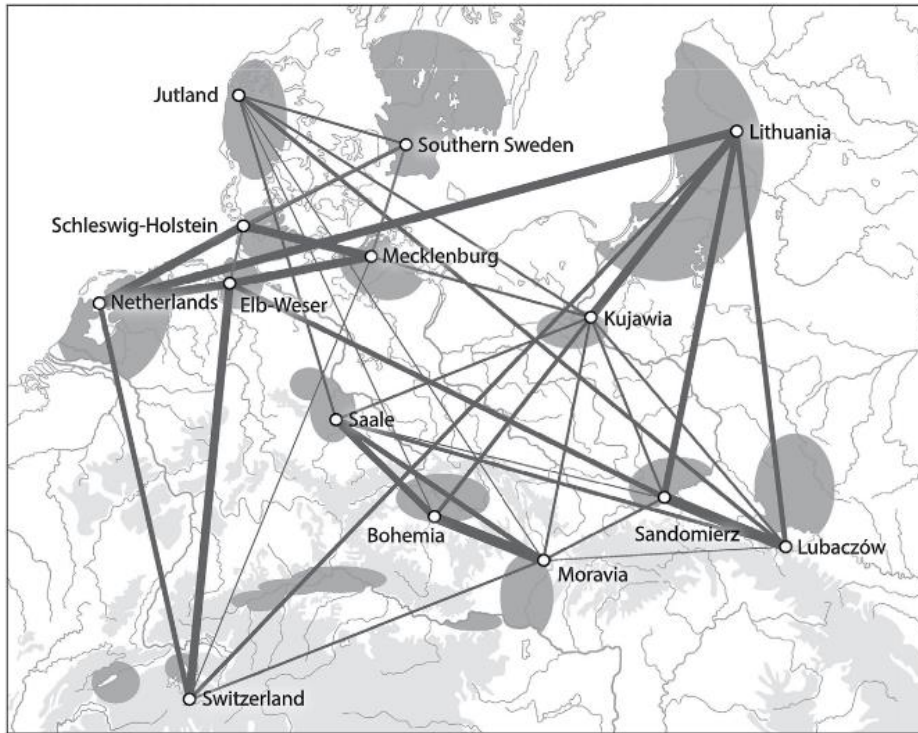 Jutland
Southern Sweden
Lithuania
Schleswig-Holstein
Mecklenburg
Netherlands
Elb-Weser
Kujawia
Saale
Bohemia
Sandomierz
Lubaczów
Moravia
Switzerland